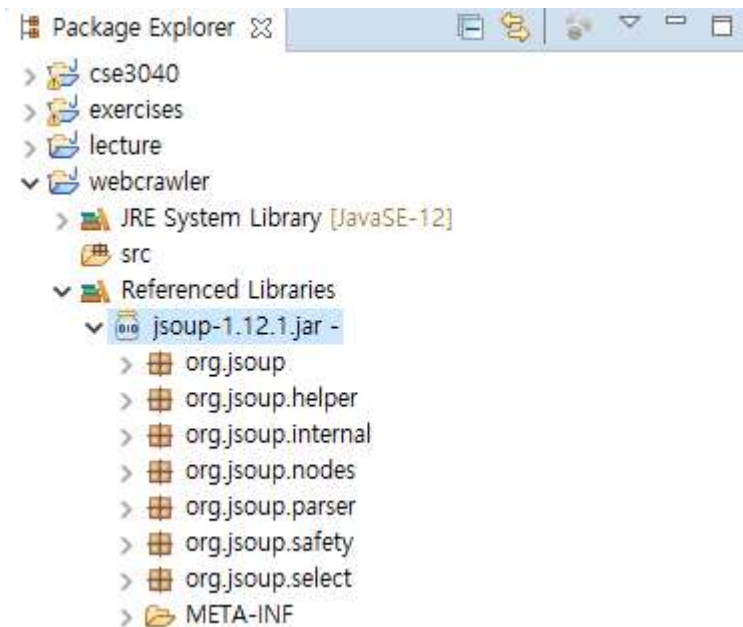 Package Explorer
cse3040
exercises
lecture
webcrawler
JRE System Library [JavaSE-12]
src
Referenced Libraries
jsoup-1.12.1.jar -
org.jsoup
org.jsoup.helper
org.jsoup.internal
org.jsoup.nodes
org.jsoup.parser
org.jsoup.safety
org.jsoup.select
META-INF